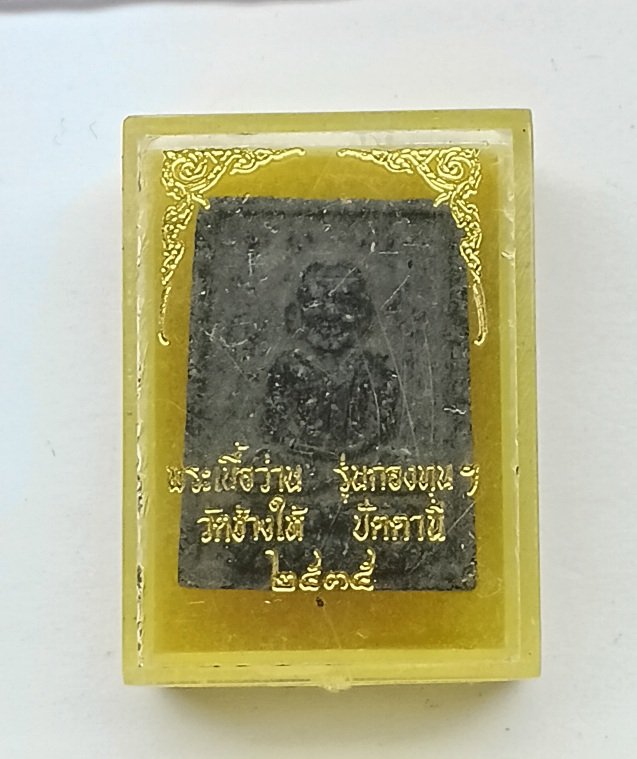 พระเนื้อว่าน รุ่นกองทุนฯ
วัดช้างให้ ปัตตานี
๒๕๓๕